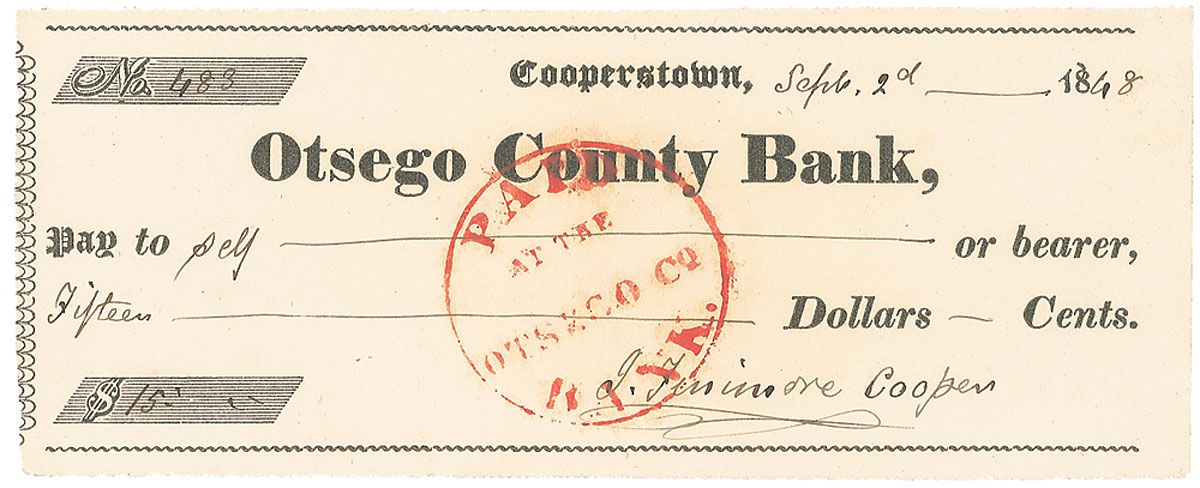 No. 483
Cooperstown, Sept. 2d 1848
Otsego County Bank,
Pay to self or bearer,
Fifteen Dollars — Cents.
$ 15
J. Fenimore Cooper
PAID
AT THE
OTSEGO CO
BANK.